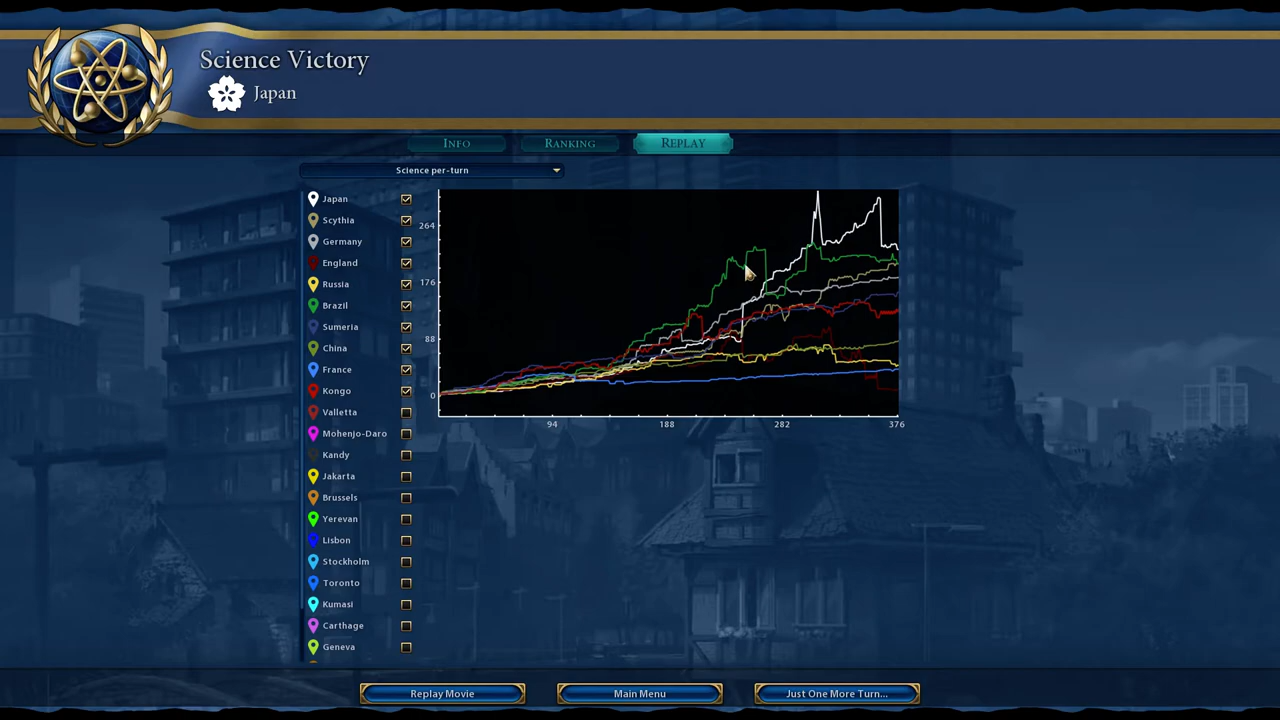 Science Victory
Japan
INFO
RANKING
REPLAY
Science per-turn
Japan
Scythia
Germany
England
Russia
Brazil
Sumeria
China
France
Kongo
Valletta
Mohenjo-Daro
Kandy
Jakarta
Brussels
Yerevan
Lisbon
Stockholm
Toronto
Kumasi
Carthage
Geneva
264
176
88
0
94 188 282 376
Replay Movie
Main Menu
Just One More Turn...